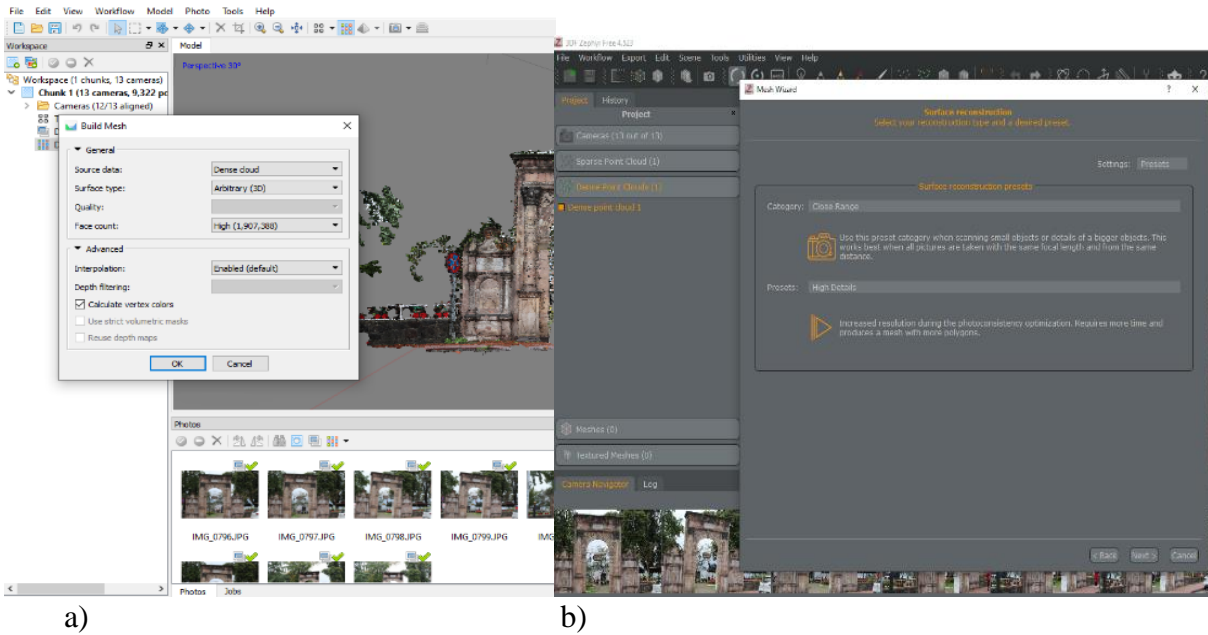 File Edit View Workflow Model Photo Tools Help
Workspace
Model
Workspace (1 chunks, 13 cameras)
Chunk 1 (13 cameras, 9,322 po
Cameras (12/13 aligned)
Perspective 30°
Build Mesh
General
Source data: Dense cloud
Surface type: Arbitrary (3D)
Quality:
Face count: High (1,907,388)
Advanced
Interpolation: Enabled (default)
Depth filtering:
Calculate vertex colors
Use strict volumetric masks
Reuse depth maps
OK Cancel
Photos
IMG_0796.JPG IMG_0797.JPG IMG_0798.JPG IMG_0799.JPG IMG
Photos Jobs
a)
3DF Zephyr Free 4.523
File Workflow Export Edit Scene Tools Utilities View Help
Project History
Project
Cameras (13 out of 13)
Sparse Point Cloud (1)
Dense Point Clouds (1)
Dense point cloud 1
Meshes (0)
Textured Meshes (0)
Camera Navigator Log
Mesh Wizard
Surface reconstruction
Select your reconstruction type and a desired preset.
Settings: Presets
Surface reconstruction presets
Category: Close Range
Use this preset category when scanning small objects or details of a bigger objects. This
works best when all pictures are taken with the same focal length and from the same
distance.
Presets: High Details
Increased resolution during the photoconsistency optimization. Requires more time and
produces a mesh with more polygons.
< Back Next > Cancel
b)